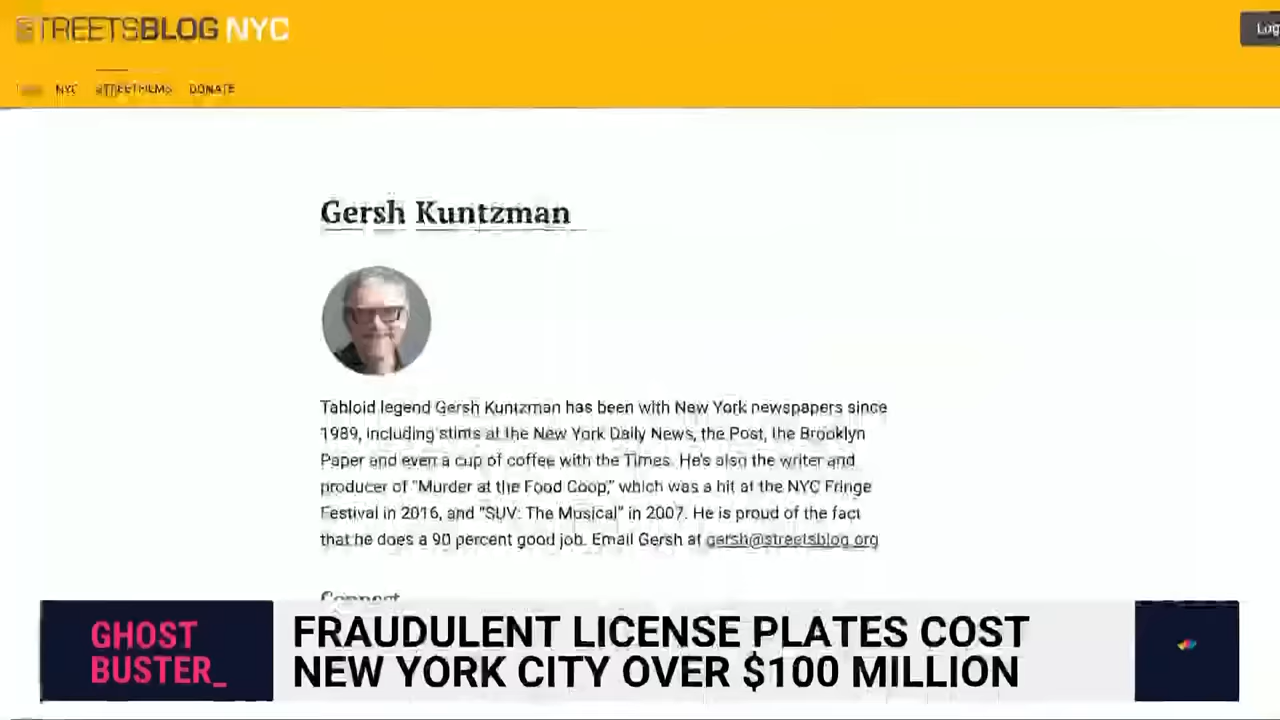 STREETSBLOG NYC
Log
NYC STREETFILMS DONATE
Gersh Kuntzman
Tabloid legend Gersh Kuntzman has been with New York newspapers since
1989, including stints at the New York Daily News, the Post, the Brooklyn
Paper and even a cup of coffee with the Times. He's also the writer and
producer of "Murder at the Food Coop," which was a hit at the NYC Fringe
Festival in 2016, and "SUV: The Musical" in 2007. He is proud of the fact
that he does a 90 percent good job. Email Gersh at gersh@streetsblog.org
Connect
GHOST
BUSTER_
FRAUDULENT LICENSE PLATES COST
NEW YORK CITY OVER $100 MILLION